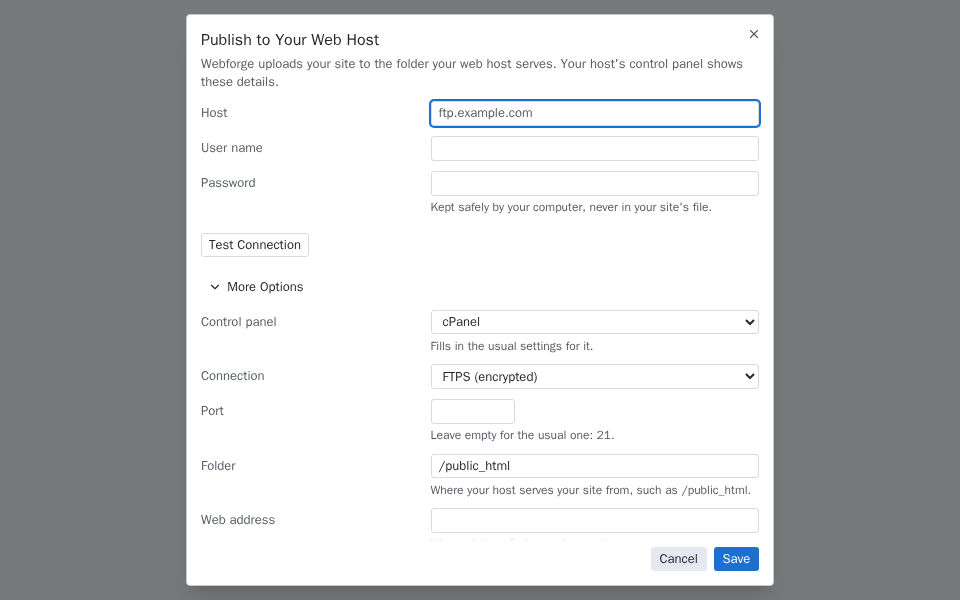 Publish to Your Web Host
Webforge uploads your site to the folder your web host serves. Your host's control panel shows
these details.
Host
ftp.example.com
User name
Password
Kept safely by your computer, never in your site's file.
Test Connection
More Options
Control panel
cPanel
Fills in the usual settings for it.
Connection
FTPS (encrypted)
Port
Leave empty for the usual one: 21.
Folder
/public_html
Where your host serves your site from, such as /public_html.
Web address
Cancel
Save